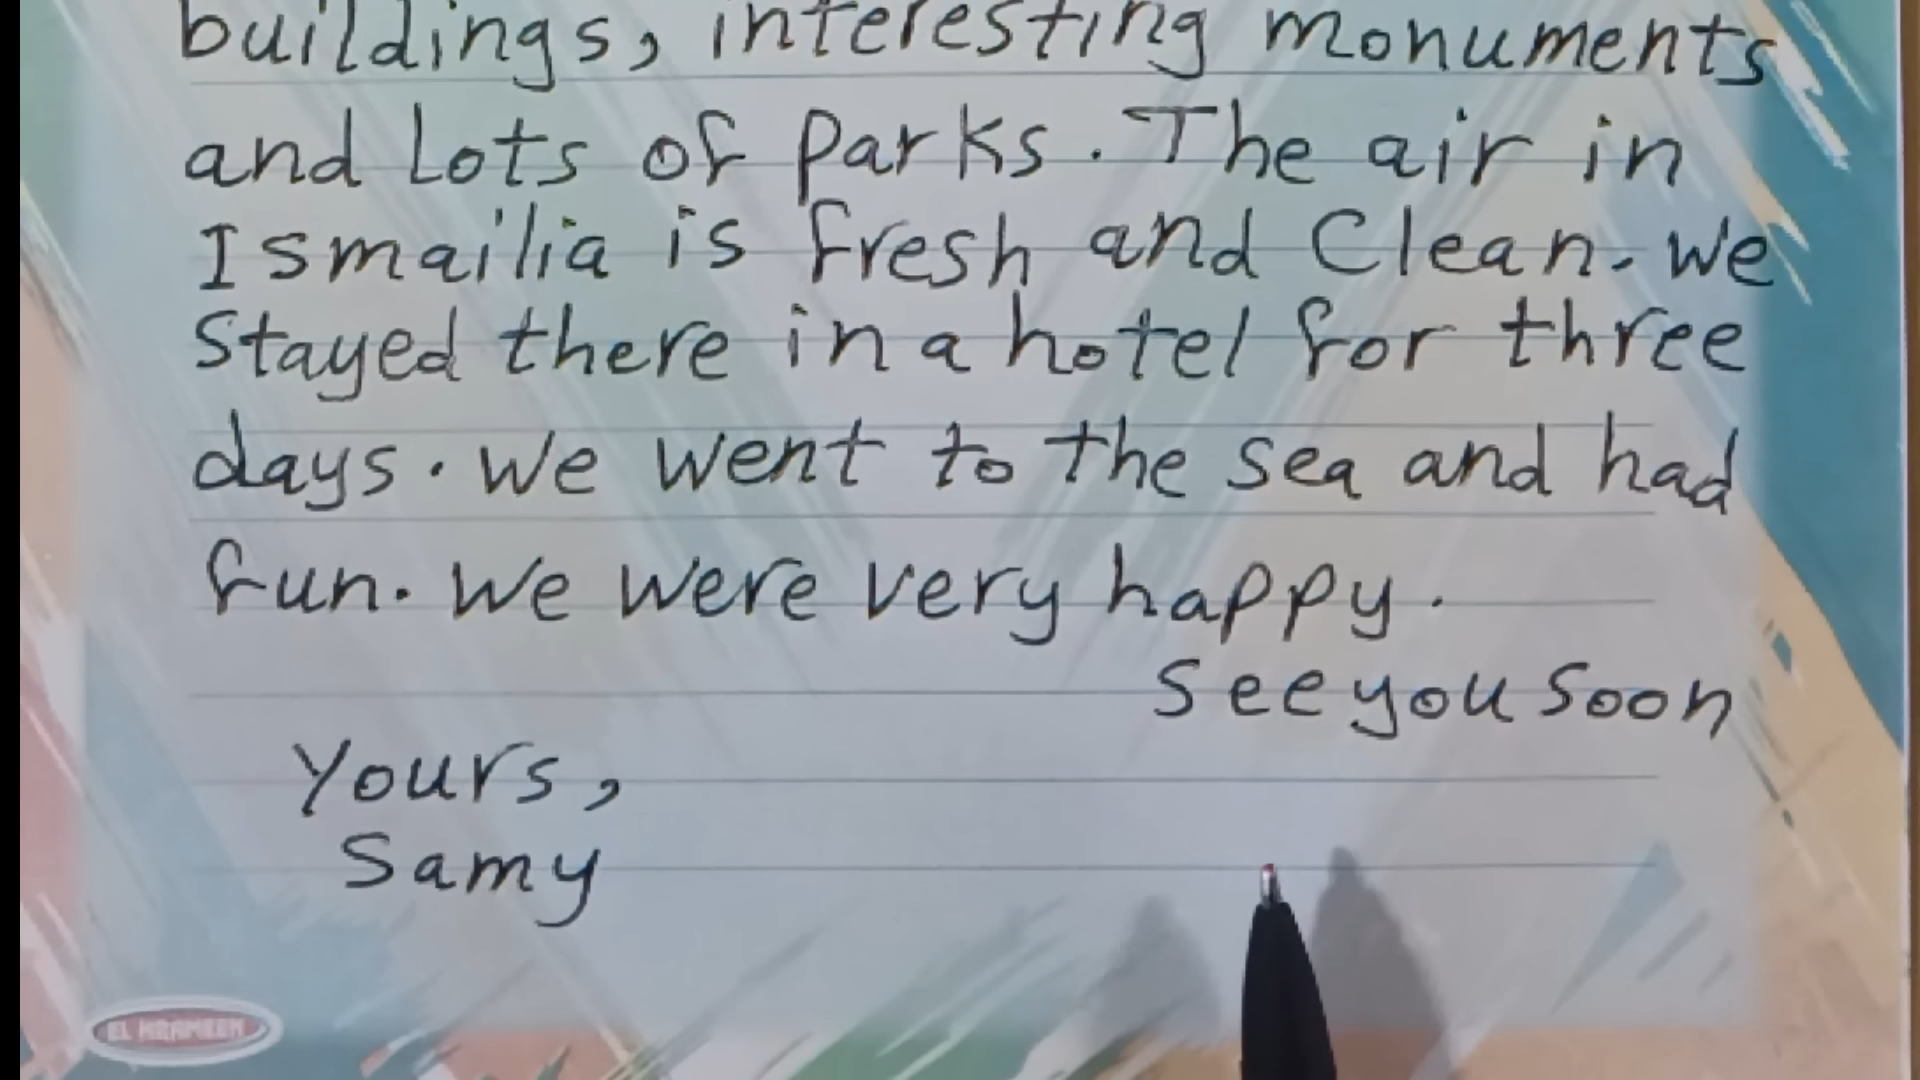 buildings, interesting monuments
and Lots of parks. The air in
Ismailia is fresh and Clean. we
Stayed there in a hotel for three
days. we went to the sea and had
fun. we were very happy.
See you Soon
Yours,
Samy